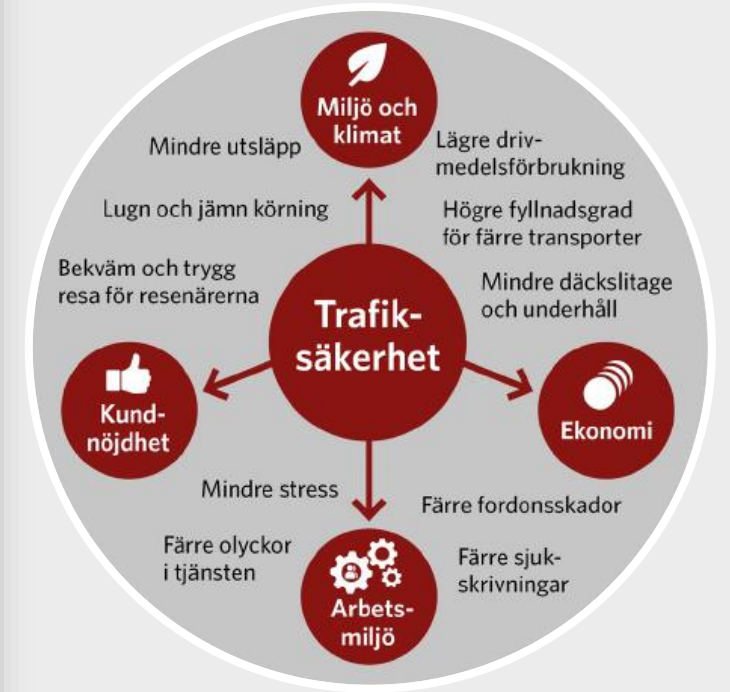 Miljö och
klimat
Mindre utsläpp
Lägre driv-
medelsförbrukning
Lugn och jämn körning
Högre fyllnadsgrad
för färre transporter
Bekväm och trygg
resa för resenärerna
Mindre däckslitage
och underhåll
Trafik-
säkerhet
Kund-
nöjdhet
Ekonomi
Mindre stress
Färre fordonsskador
Färre olyckor
i tjänsten
Färre sjuk-
skrivningar
Arbets-
miljö